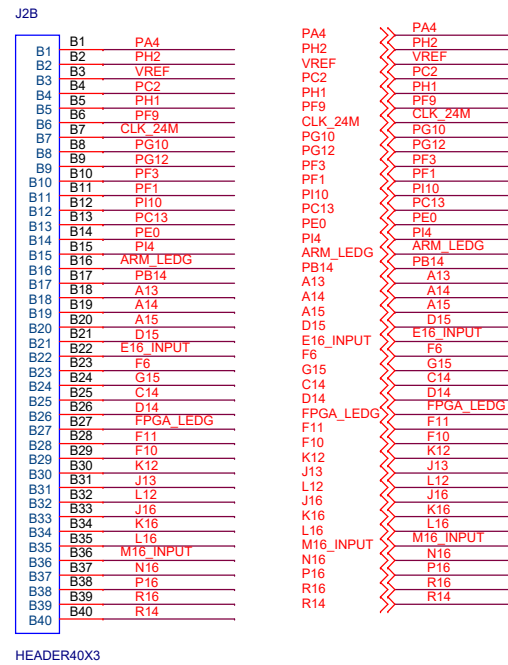 J2B
B1 B1 PA4
B2 B2 PH2
B3 B3 VREF
B4 B4 PC2
B5 B5 PH1
B6 B6 PF9
B7 B7 CLK_24M
B8 B8 PG10
B9 B9 PG12
B10 B10 PF3
B11 B11 PF1
B12 B12 PI10
B13 B13 PC13
B14 B14 PE0
B15 B15 PI4
B16 B16 ARM_LEDG
B17 B17 PB14
B18 B18 A13
B19 B19 A14
B20 B20 A15
B21 B21 D15
B22 B22 E16_INPUT
B23 B23 F6
B24 B24 G15
B25 B25 C14
B26 B26 D14
B27 B27 FPGA_LEDG
B28 B28 F11
B29 B29 F10
B30 B30 K12
B31 B31 J13
B32 B32 L12
B33 B33 J16
B34 B34 K16
B35 B35 L16
B36 B36 M16_INPUT
B37 B37 N16
B38 B38 P16
B39 B39 R16
B40 B40 R14
HEADER40X3
PA4 PA4
PH2 PH2
VREF VREF
PC2 PC2
PH1 PH1
PF9 PF9
CLK_24M CLK_24M
PG10 PG10
PG12 PG12
PF3 PF3
PF1 PF1
PI10 PI10
PC13 PC13
PE0 PE0
PI4 PI4
ARM_LEDG ARM_LEDG
PB14 PB14
A13 A13
A14 A14
A15 A15
D15 D15
E16_INPUT E16_INPUT
F6 F6
G15 G15
C14 C14
D14 D14
FPGA_LEDG FPGA_LEDG
F11 F11
F10 F10
K12 K12
J13 J13
L12 L12
J16 J16
K16 K16
L16 L16
M16_INPUT M16_INPUT
N16 N16
P16 P16
R16 R16
R14 R14